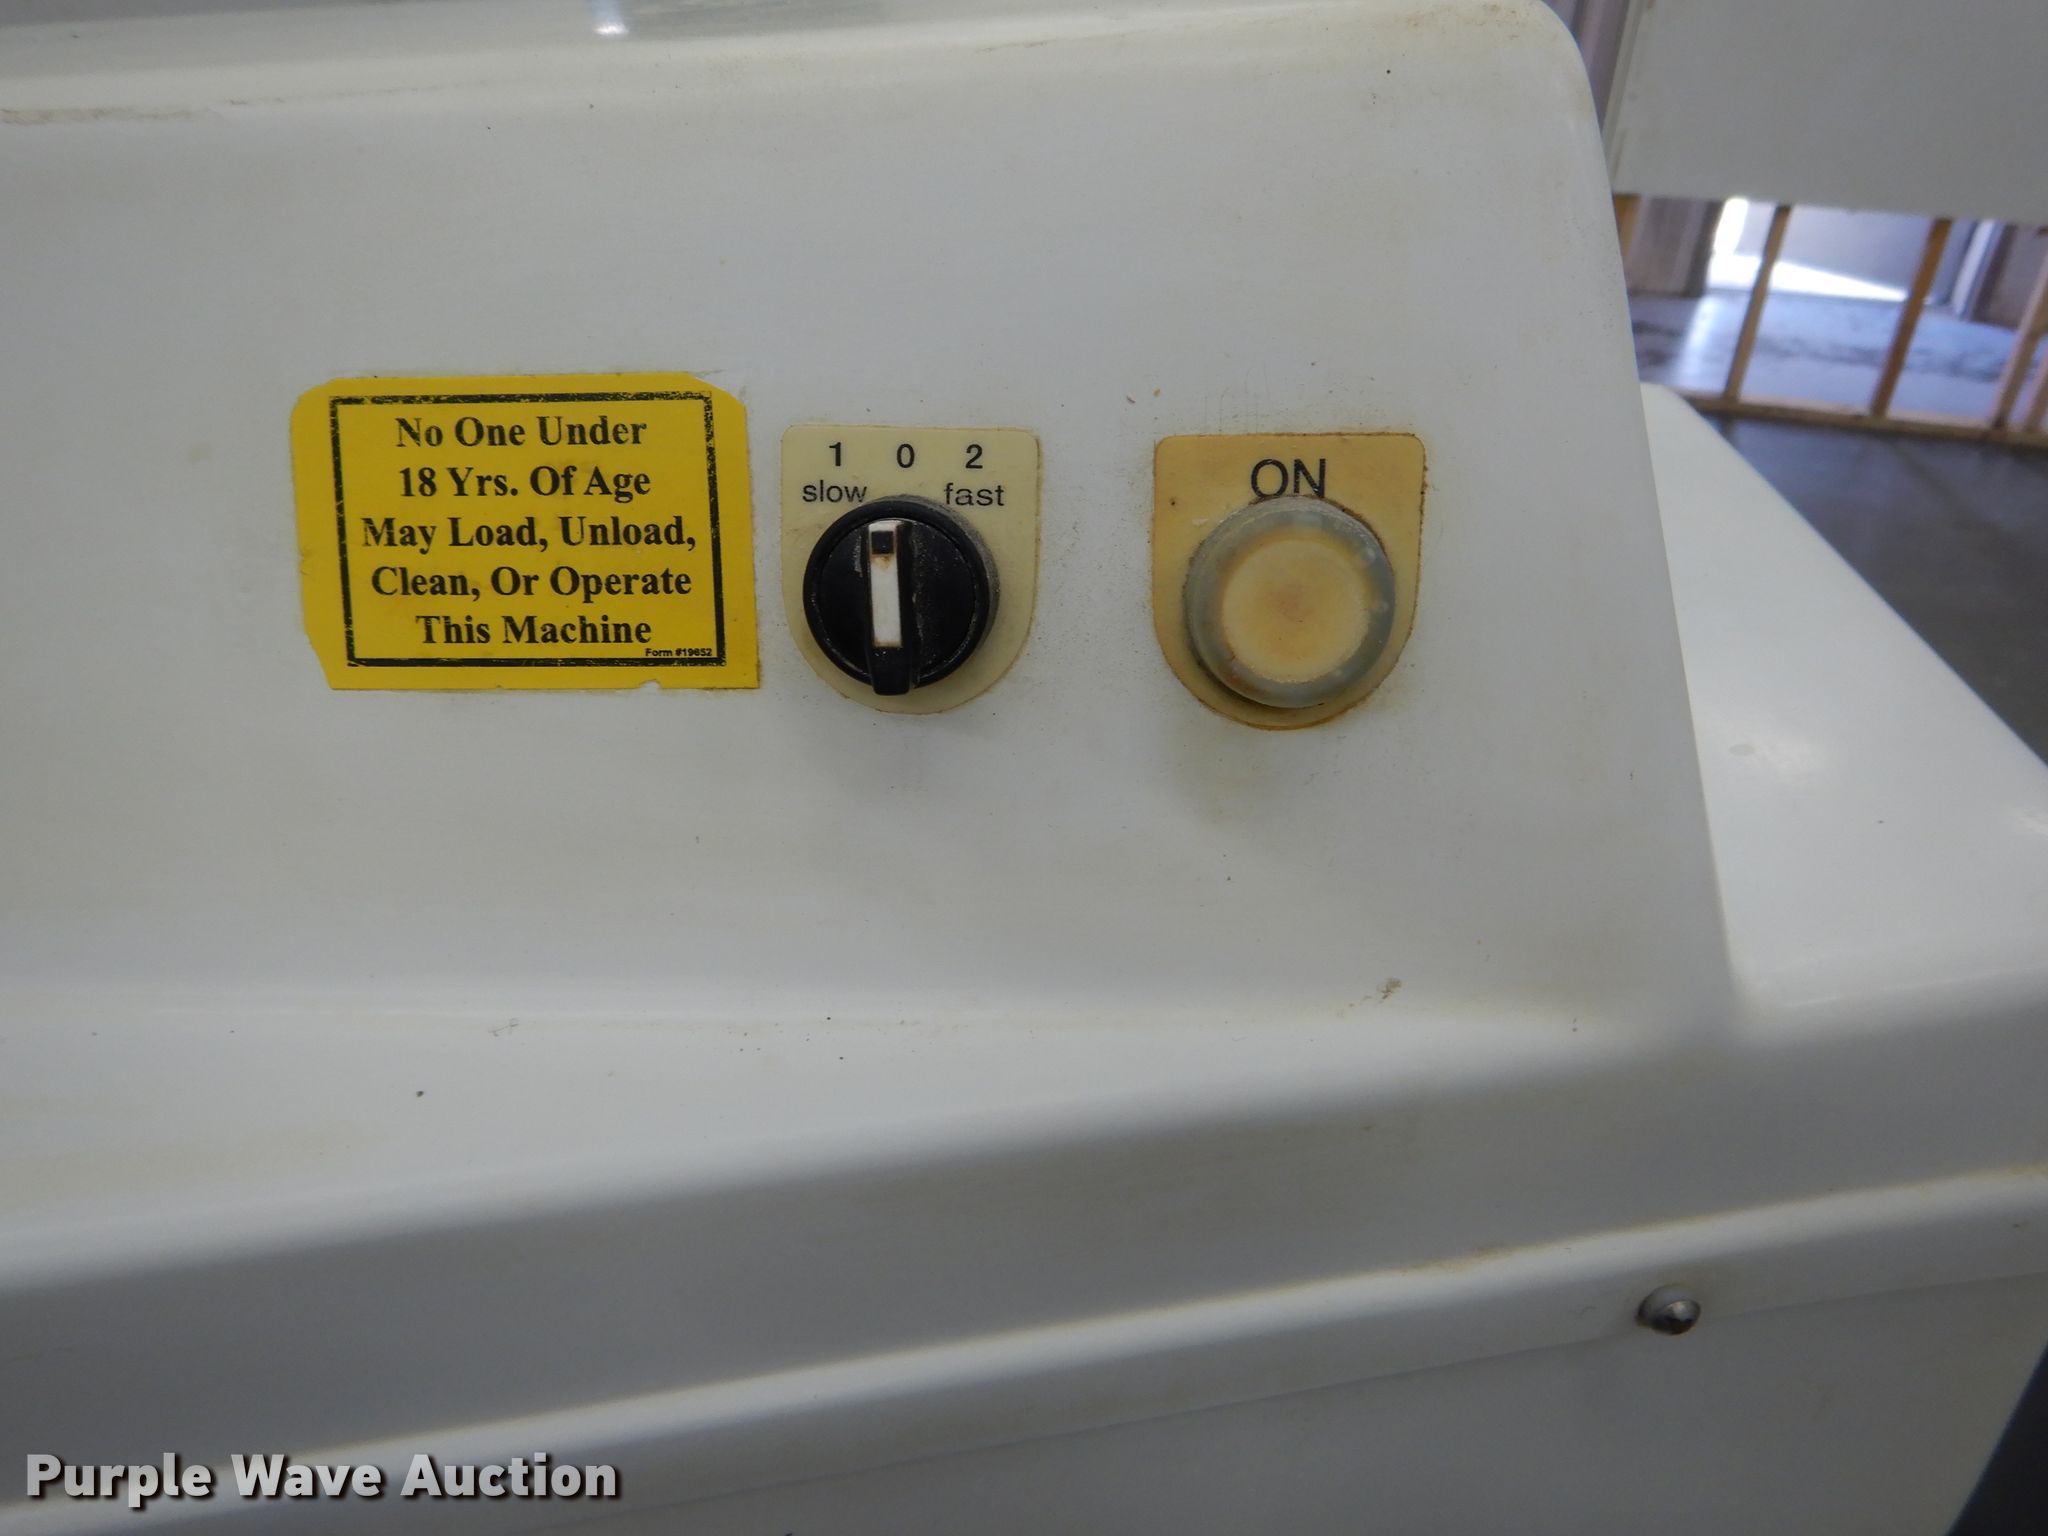 No One Under
18 Yrs. Of Age
May Load, Unload,
Clean, Or Operate
This Machine
Form #19652
1 0 2
slow fast
ON
Purple Wave Auction